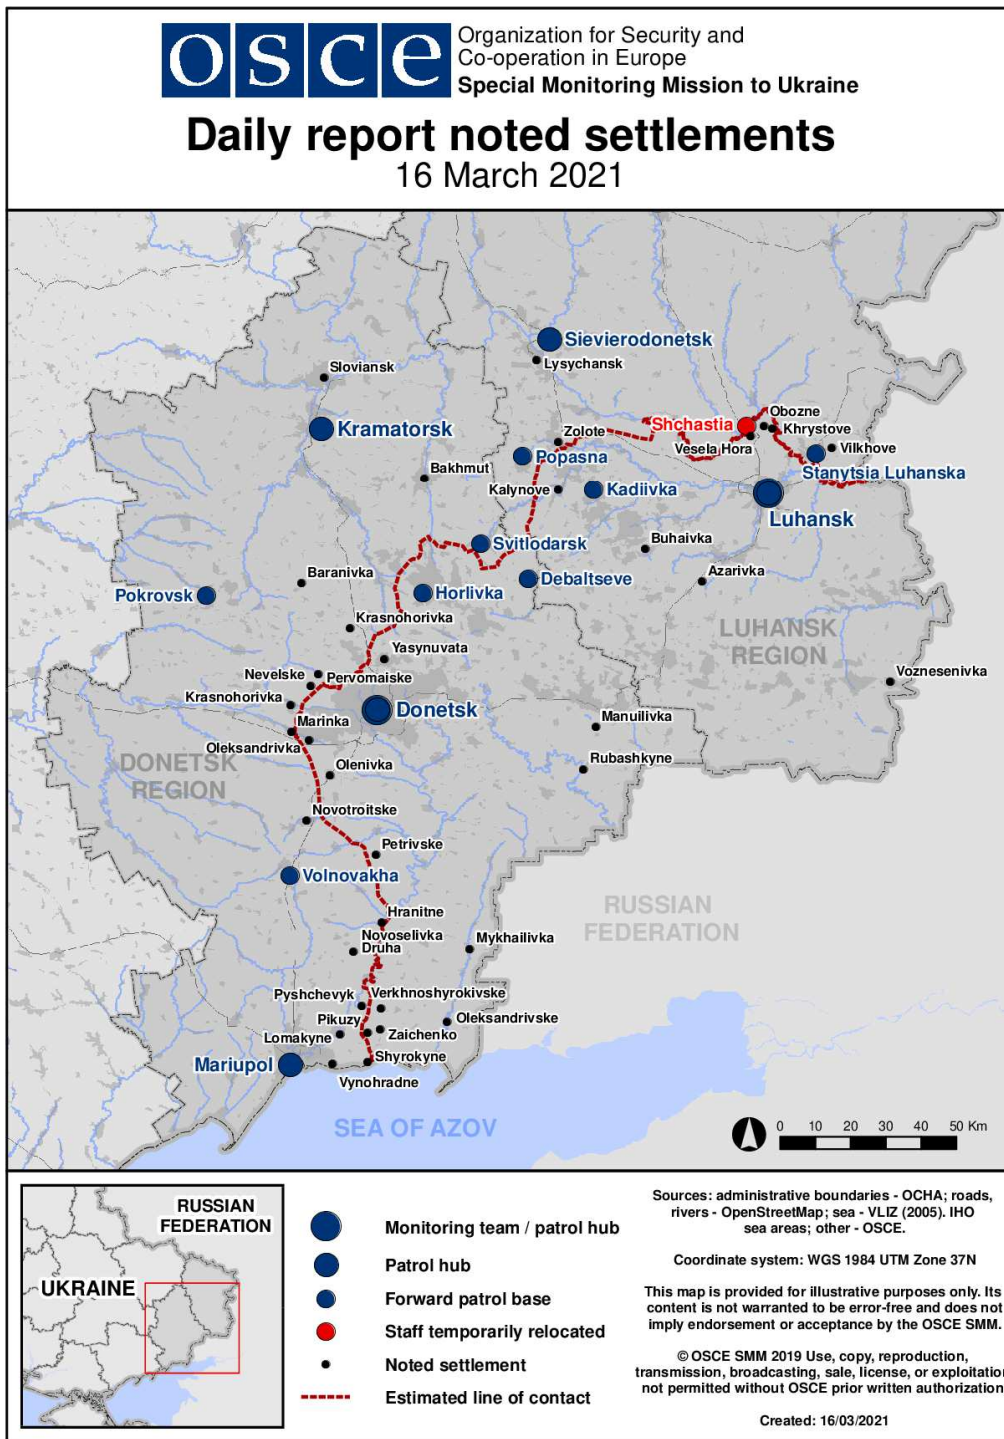 osce
Organization for Security and
Co-operation in Europe
Special Monitoring Mission to Ukraine
Daily report noted settlements
16 March 2021
Sievierodonetsk
Lysychansk
Sloviansk
Kramatorsk
Shchastia
Obozne
Khrystove
Zolote
Vesela Hora
Vilkhove
Popasna
Stanytsia Luhanska
Bakhmut
Kalynove
Kadiivka
Luhansk
Svitlodarsk
Buhaivka
Baranivka
Debaltseve
Azarivka
Pokrovsk
Horlivka
Krasnohorivka
LUHANSK
REGION
Yasynuvata
Nevelske
Pervomaiske
Voznesenivka
Krasnohorivka
Donetsk
Marinka
Manuilivka
Oleksandrivka
DONETSK
REGION
Olenivka
Rubashkyne
Novotroitske
Petrivske
Volnovakha
RUSSIAN
FEDERATION
Hranitne
Novoselivka
Druha
Mykhailivka
Pyshchevyk
Verkhnoshyrokivske
Pikuzy
Oleksandrivske
Lomakyne
Zaichenko
Mariupol
Shyrokyne
Vynohradne
SEA OF AZOV
0 10 20 30 40 50 Km
RUSSIAN
FEDERATION
UKRAINE
Monitoring team / patrol hub
Patrol hub
Forward patrol base
Staff temporarily relocated
Noted settlement
Estimated line of contact
Sources: administrative boundaries - OCHA; roads,
rivers - OpenStreetMap; sea - VLIZ (2005). IHO
sea areas; other - OSCE.
Coordinate system: WGS 1984 UTM Zone 37N
This map is provided for illustrative purposes only. Its
content is not warranted to be error-free and does not
imply endorsement or acceptance by the OSCE SMM.
© OSCE SMM 2019 Use, copy, reproduction,
transmission, broadcasting, sale, license, or exploitation
not permitted without OSCE prior written authorization
Created: 16/03/2021